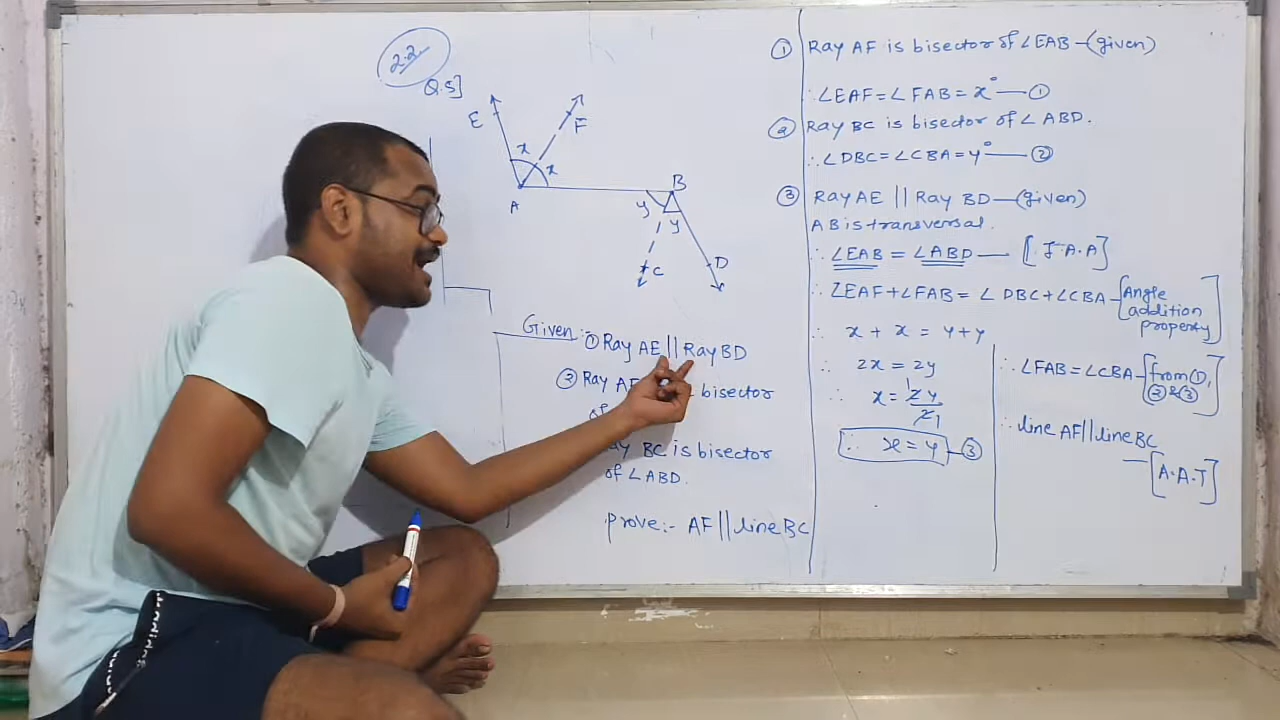 2.2
Q.5]
E
F
x
x
A
B
y
y
C
D
Given:- ① Ray AE || Ray BD
② Ray AF bisector
of
Ray BC is bisector
of ∠ABD.
prove:- AF || line BC
① Ray AF is bisector of ∠EAB —(given)
∴ ∠EAF = ∠FAB = x° — ①
② Ray BC is bisector of ∠ABD.
∴ ∠DBC = ∠CBA = y° — ②
③ Ray AE || Ray BD —(given)
AB is transversal.
∴ ∠EAB = ∠ABD — [I.A.A]
∴ ∠EAF + ∠FAB = ∠DBC + ∠CBA — [Angle
addition
property]
∴ x + x = y + y
∴ 2x = 2y
∴ x = 2y/2
∴ x = y — ③
∴ ∠FAB = ∠CBA — [from ①,
② & ③]
∴ line AF || line BC
— [A.A.T]
adidas